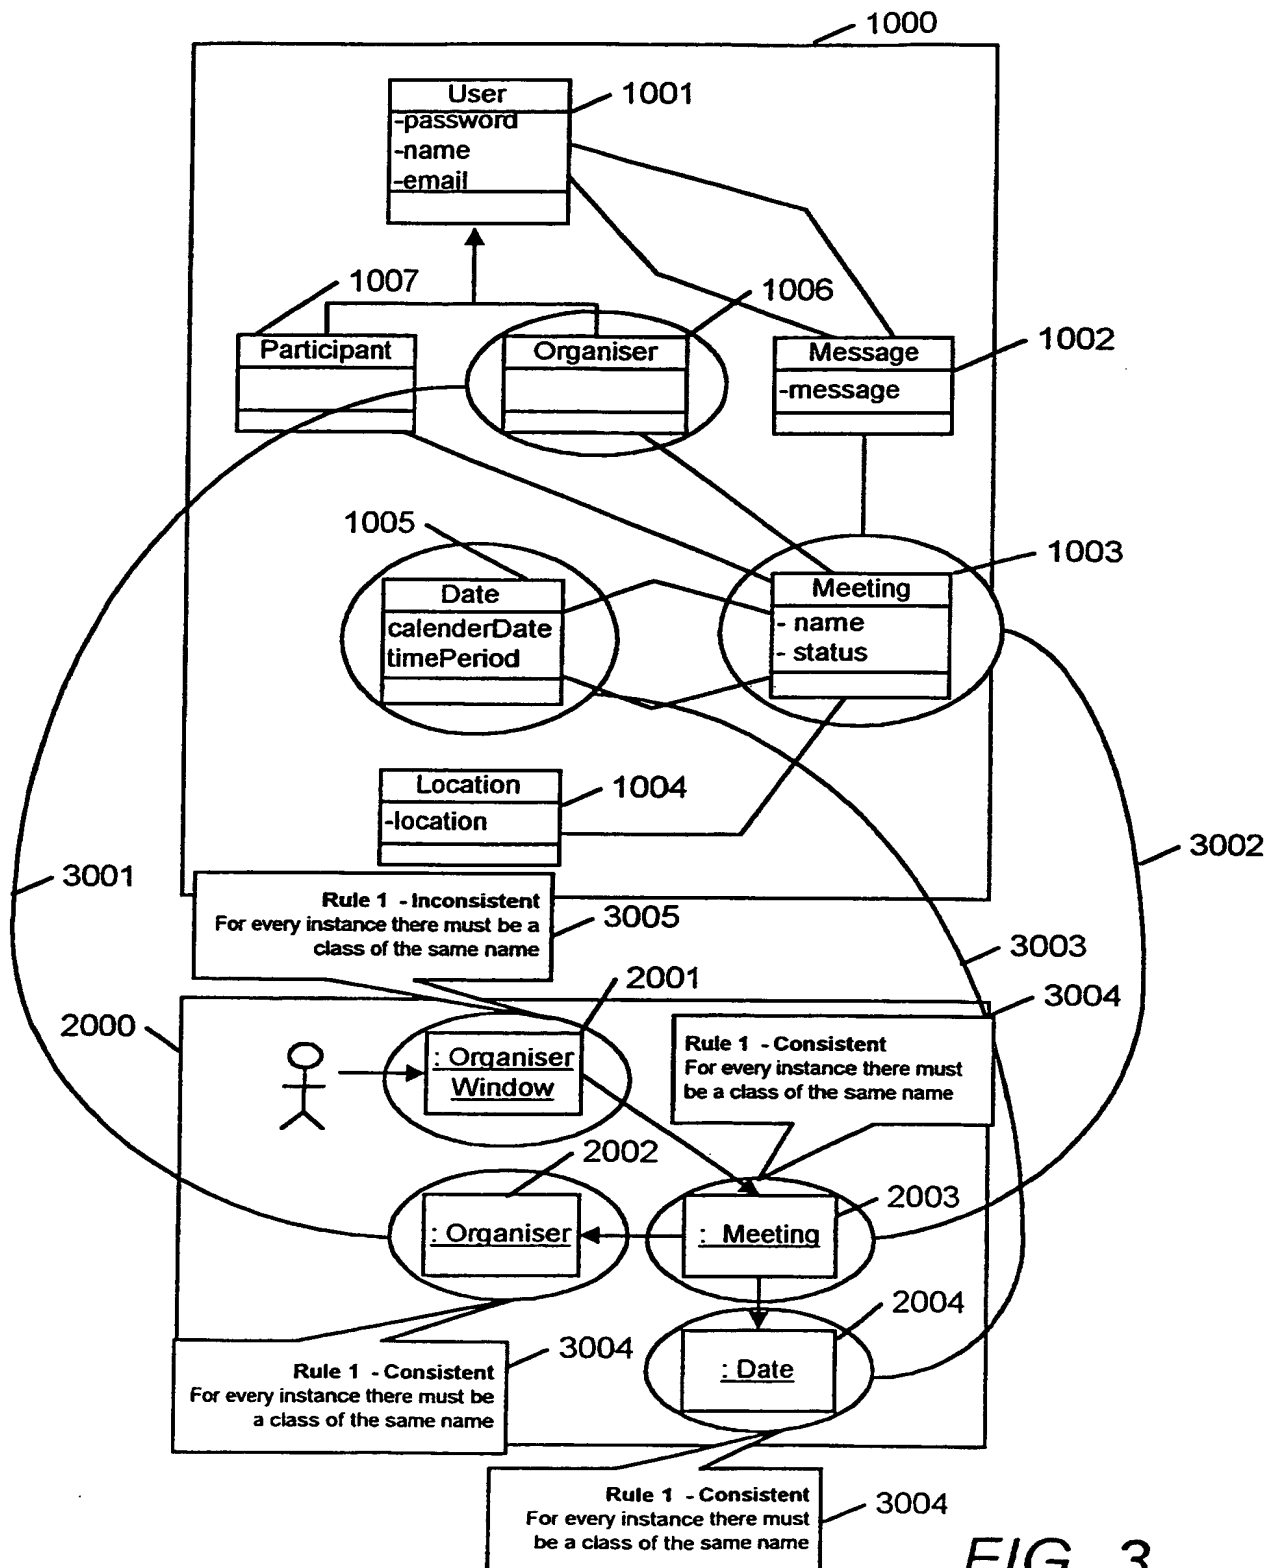 1000
User
1001
-password
-name
-email
1007
1006
Participant
Organiser
Message
1002
-message
1005
1003
Date
Meeting
calenderDate
- name
timePeriod
- status
Location
1004
-location
3002
3001
Rule 1 - Inconsistent
For every instance there must be a
class of the same name
3005
3003
2001
3004
2000
: Organiser
Window
Rule 1 - Consistent
For every instance there must
be a class of the same name
2002
2003
: Organiser
: Meeting
2004
3004
: Date
Rule 1 - Consistent
For every instance there must be
a class of the same name
Rule 1 - Consistent
For every instance there must
be a class of the same name
3004
FIG. 3